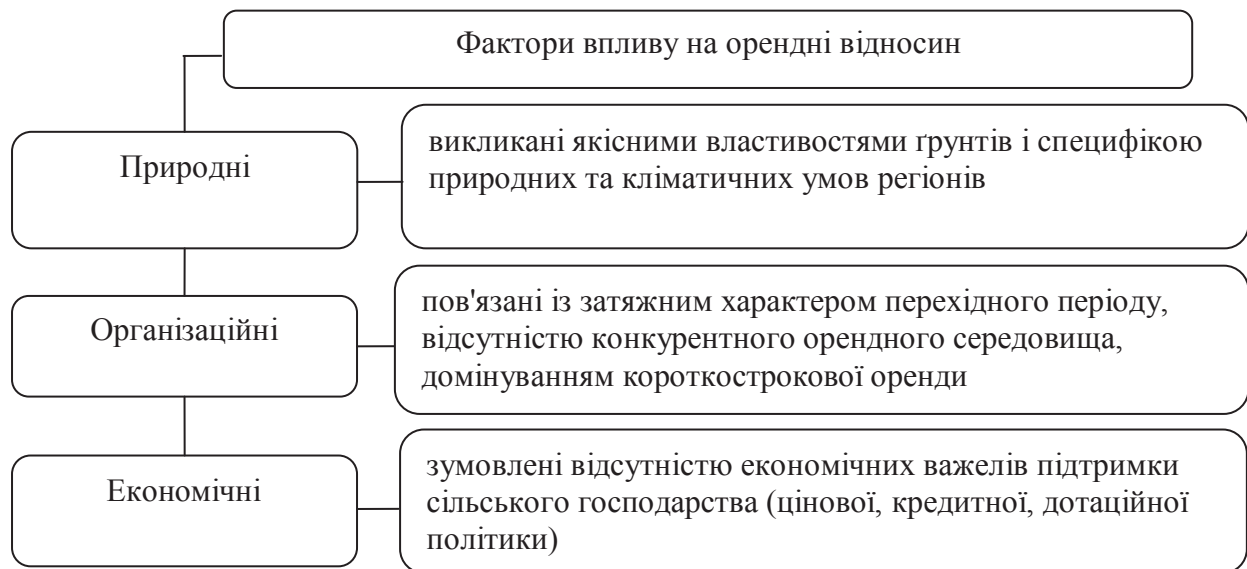 Фактори впливу на орендні відносин
Природні
викликані якісними властивостями ґрунтів і специфікою
природних та кліматичних умов регіонів
Організаційні
пов'язані із затяжним характером перехідного періоду,
відсутністю конкурентного орендного середовища,
домінуванням короткострокової оренди
Економічні
зумовлені відсутністю економічних важелів підтримки
сільського господарства (цінової, кредитної, дотаційної
політики)